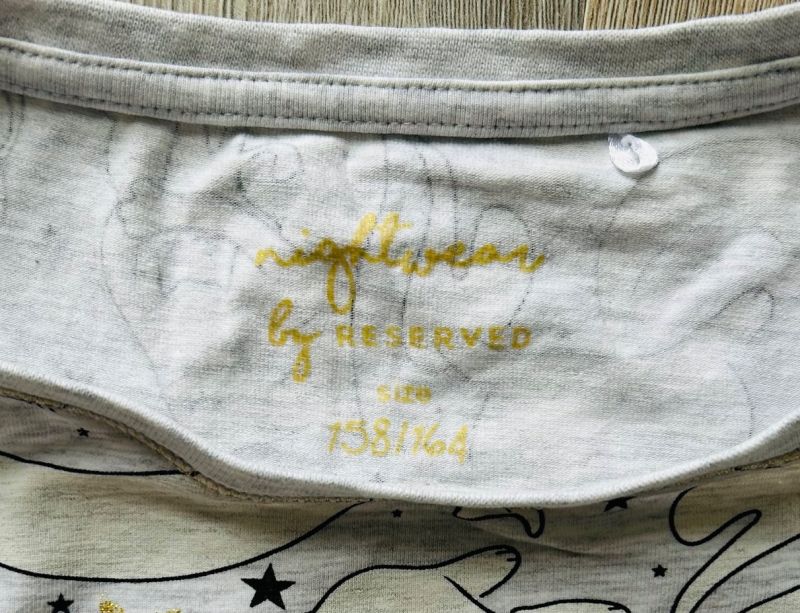 nightwear
by RESERVED
size
158/164